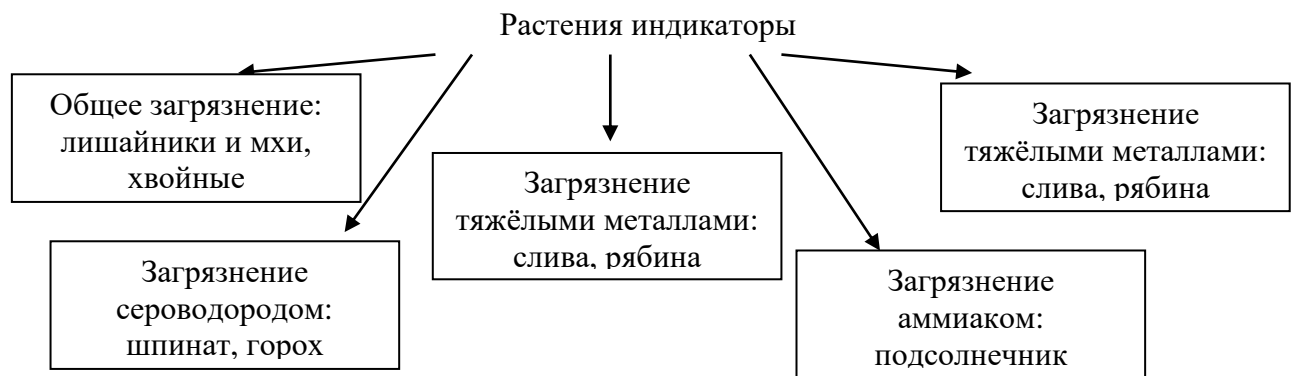 Растения индикаторы
Общее загрязнение:
лишайники и мхи,
хвойные
Загрязнение
сероводородом:
шпинат, горох
Загрязнение
тяжёлыми металлами:
слива, рябина
Загрязнение
аммиаком:
подсолнечник
Загрязнение
тяжёлыми металлами:
слива, рябина